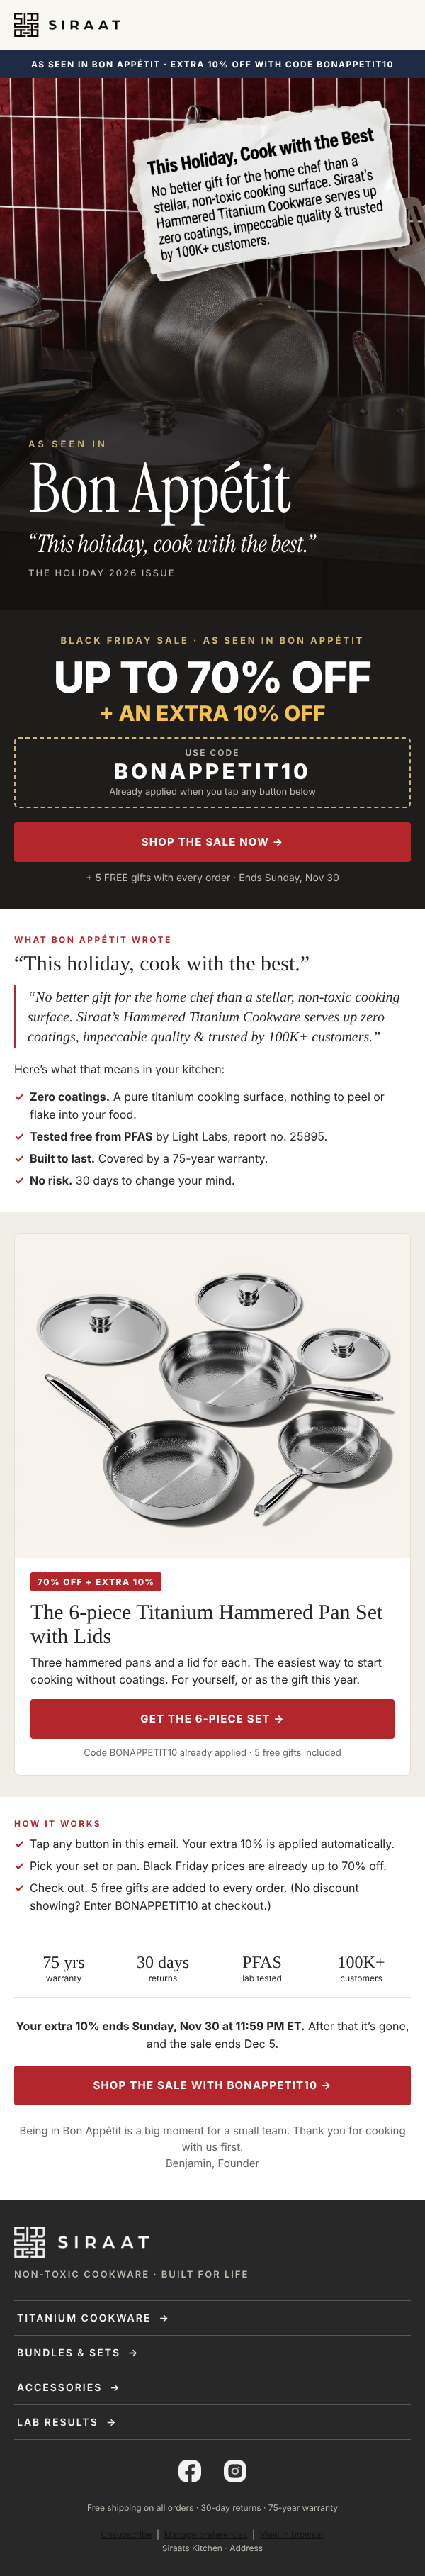 SIRAAT
AS SEEN IN BON APPÉTIT · EXTRA 10% OFF WITH CODE BONAPPETIT10
This Holiday, Cook with the Best
No better gift for the home chef than a
stellar, non-toxic cooking surface. Siraat's
Hammered Titanium Cookware serves up
zero coatings, impeccable quality & trusted
by 100K+ customers.
AS SEEN IN
Bon Appétit
“This holiday, cook with the best.”
THE HOLIDAY 2026 ISSUE
BLACK FRIDAY SALE · AS SEEN IN BON APPÉTIT
UP TO 70% OFF
+ AN EXTRA 10% OFF
USE CODE
BONAPPETIT10
Already applied when you tap any button below
SHOP THE SALE NOW →
+ 5 FREE gifts with every order · Ends Sunday, Nov 30
WHAT BON APPÉTIT WROTE
“This holiday, cook with the best.”
“No better gift for the home chef than a stellar, non-toxic cooking
surface. Siraat’s Hammered Titanium Cookware serves up zero
coatings, impeccable quality & trusted by 100K+ customers.”
Here’s what that means in your kitchen:
✓ Zero coatings. A pure titanium cooking surface, nothing to peel or
flake into your food.
✓ Tested free from PFAS by Light Labs, report no. 25895.
✓ Built to last. Covered by a 75-year warranty.
✓ No risk. 30 days to change your mind.
70% OFF + EXTRA 10%
The 6-piece Titanium Hammered Pan Set
with Lids
Three hammered pans and a lid for each. The easiest way to start
cooking without coatings. For yourself, or as the gift this year.
GET THE 6-PIECE SET →
Code BONAPPETIT10 already applied · 5 free gifts included
HOW IT WORKS
✓ Tap any button in this email. Your extra 10% is applied automatically.
✓ Pick your set or pan. Black Friday prices are already up to 70% off.
✓ Check out. 5 free gifts are added to every order. (No discount
showing? Enter BONAPPETIT10 at checkout.)
75 yrs 30 days PFAS 100K+
warranty returns lab tested customers
Your extra 10% ends Sunday, Nov 30 at 11:59 PM ET. After that it’s gone,
and the sale ends Dec 5.
SHOP THE SALE WITH BONAPPETIT10 →
Being in Bon Appétit is a big moment for a small team. Thank you for cooking
with us first.
Benjamin, Founder
SIRAAT
NON-TOXIC COOKWARE · BUILT FOR LIFE
TITANIUM COOKWARE →
BUNDLES & SETS →
ACCESSORIES →
LAB RESULTS →
Free shipping on all orders · 30-day returns · 75-year warranty
Unsubscribe | Manage preferences | View in browser
Siraats Kitchen · Address